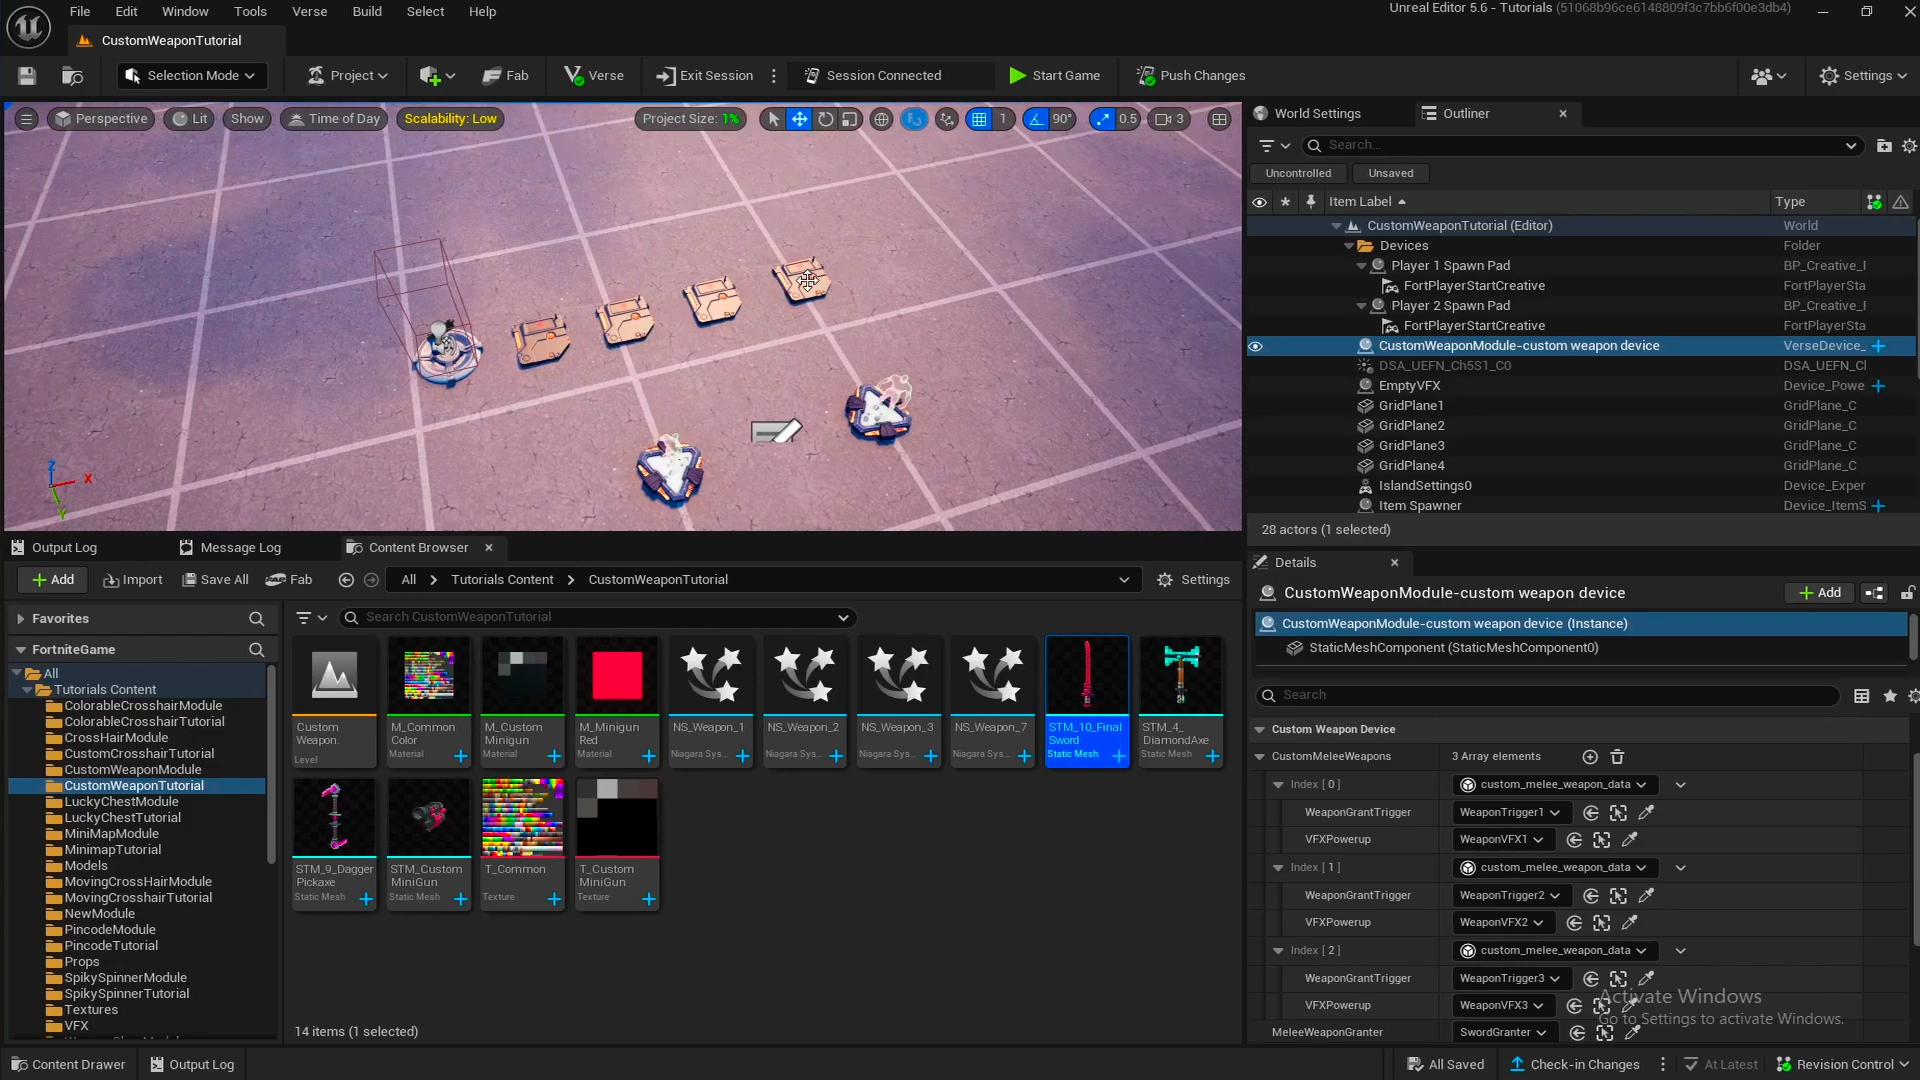 File Edit Window Tools Verse Build Select Help
Unreal Editor 5.6 - Tutorials (51068b96ce6148809f3c7bb6f00e3db4)
CustomWeaponTutorial
Selection Mode Project Fab Verse Exit Session Session Connected Start Game Push Changes Settings
Perspective Lit Show Time of Day Scalability: Low Project Size: 1% 1 90° 0.5 3
World Settings Outliner
Search...
Uncontrolled Unsaved
Item Label Type
CustomWeaponTutorial (Editor) World
Devices Folder
Player 1 Spawn Pad BP_Creative_F
FortPlayerStartCreative FortPlayerSta
Player 2 Spawn Pad BP_Creative_F
FortPlayerStartCreative FortPlayerSta
CustomWeaponModule-custom weapon device VerseDevice_
DSA_UEFN_Ch5S1_C0 DSA_UEFN_Cl
EmptyVFX Device_Powe
GridPlane1 GridPlane_C
GridPlane2 GridPlane_C
GridPlane3 GridPlane_C
GridPlane4 GridPlane_C
IslandSettings0 Device_Exper
Item Spawner Device_ItemS
28 actors (1 selected)
Z X Y
Output Log Message Log Content Browser
Add Import Save All Fab All Tutorials Content CustomWeaponTutorial Settings
Favorites
Search CustomWeaponTutorial
FortniteGame
All
Tutorials Content
ColorableCrosshairModule
ColorableCrosshairTutorial
CrossHairModule
CustomCrosshairTutorial
CustomWeaponModule
CustomWeaponTutorial
LuckyChestModule
LuckyChestTutorial
MiniMapModule
MinimapTutorial
Models
MovingCrossHairModule
MovingCrosshairTutorial
NewModule
PincodeModule
PincodeTutorial
Props
SpikySpinnerModule
SpikySpinnerTutorial
Textures
VFX
Custom Weapon. Level
M_Common Color Material
M_Custom Minigun Material
M_Minigun Red Material
NS_Weapon_1 Niagara Sys...
NS_Weapon_2 Niagara Sys...
NS_Weapon_3 Niagara Sys...
NS_Weapon_7 Niagara Sys...
STM_10_Final Sword Static Mesh
STM_4_ DiamondAxe Static Mesh
STM_9_Dagger Pickaxe Static Mesh
STM_Custom MiniGun Static Mesh
T_Common Texture
T_Custom MiniGun Texture
14 items (1 selected)
Details
CustomWeaponModule-custom weapon device Add
CustomWeaponModule-custom weapon device (Instance)
StaticMeshComponent (StaticMeshComponent0)
Search
Custom Weapon Device
CustomMeleeWeapons 3 Array elements
Index [ 0 ] custom_melee_weapon_data
WeaponGrantTrigger WeaponTrigger1
VFXPowerup WeaponVFX1
Index [ 1 ] custom_melee_weapon_data
WeaponGrantTrigger WeaponTrigger2
VFXPowerup WeaponVFX2
Index [ 2 ] custom_melee_weapon_data
WeaponGrantTrigger WeaponTrigger3
VFXPowerup WeaponVFX3
MeleeWeaponGranter SwordGranter
Activate Windows
Go to Settings to activate Windows.
Content Drawer Output Log All Saved Check-in Changes At Latest Revision Control